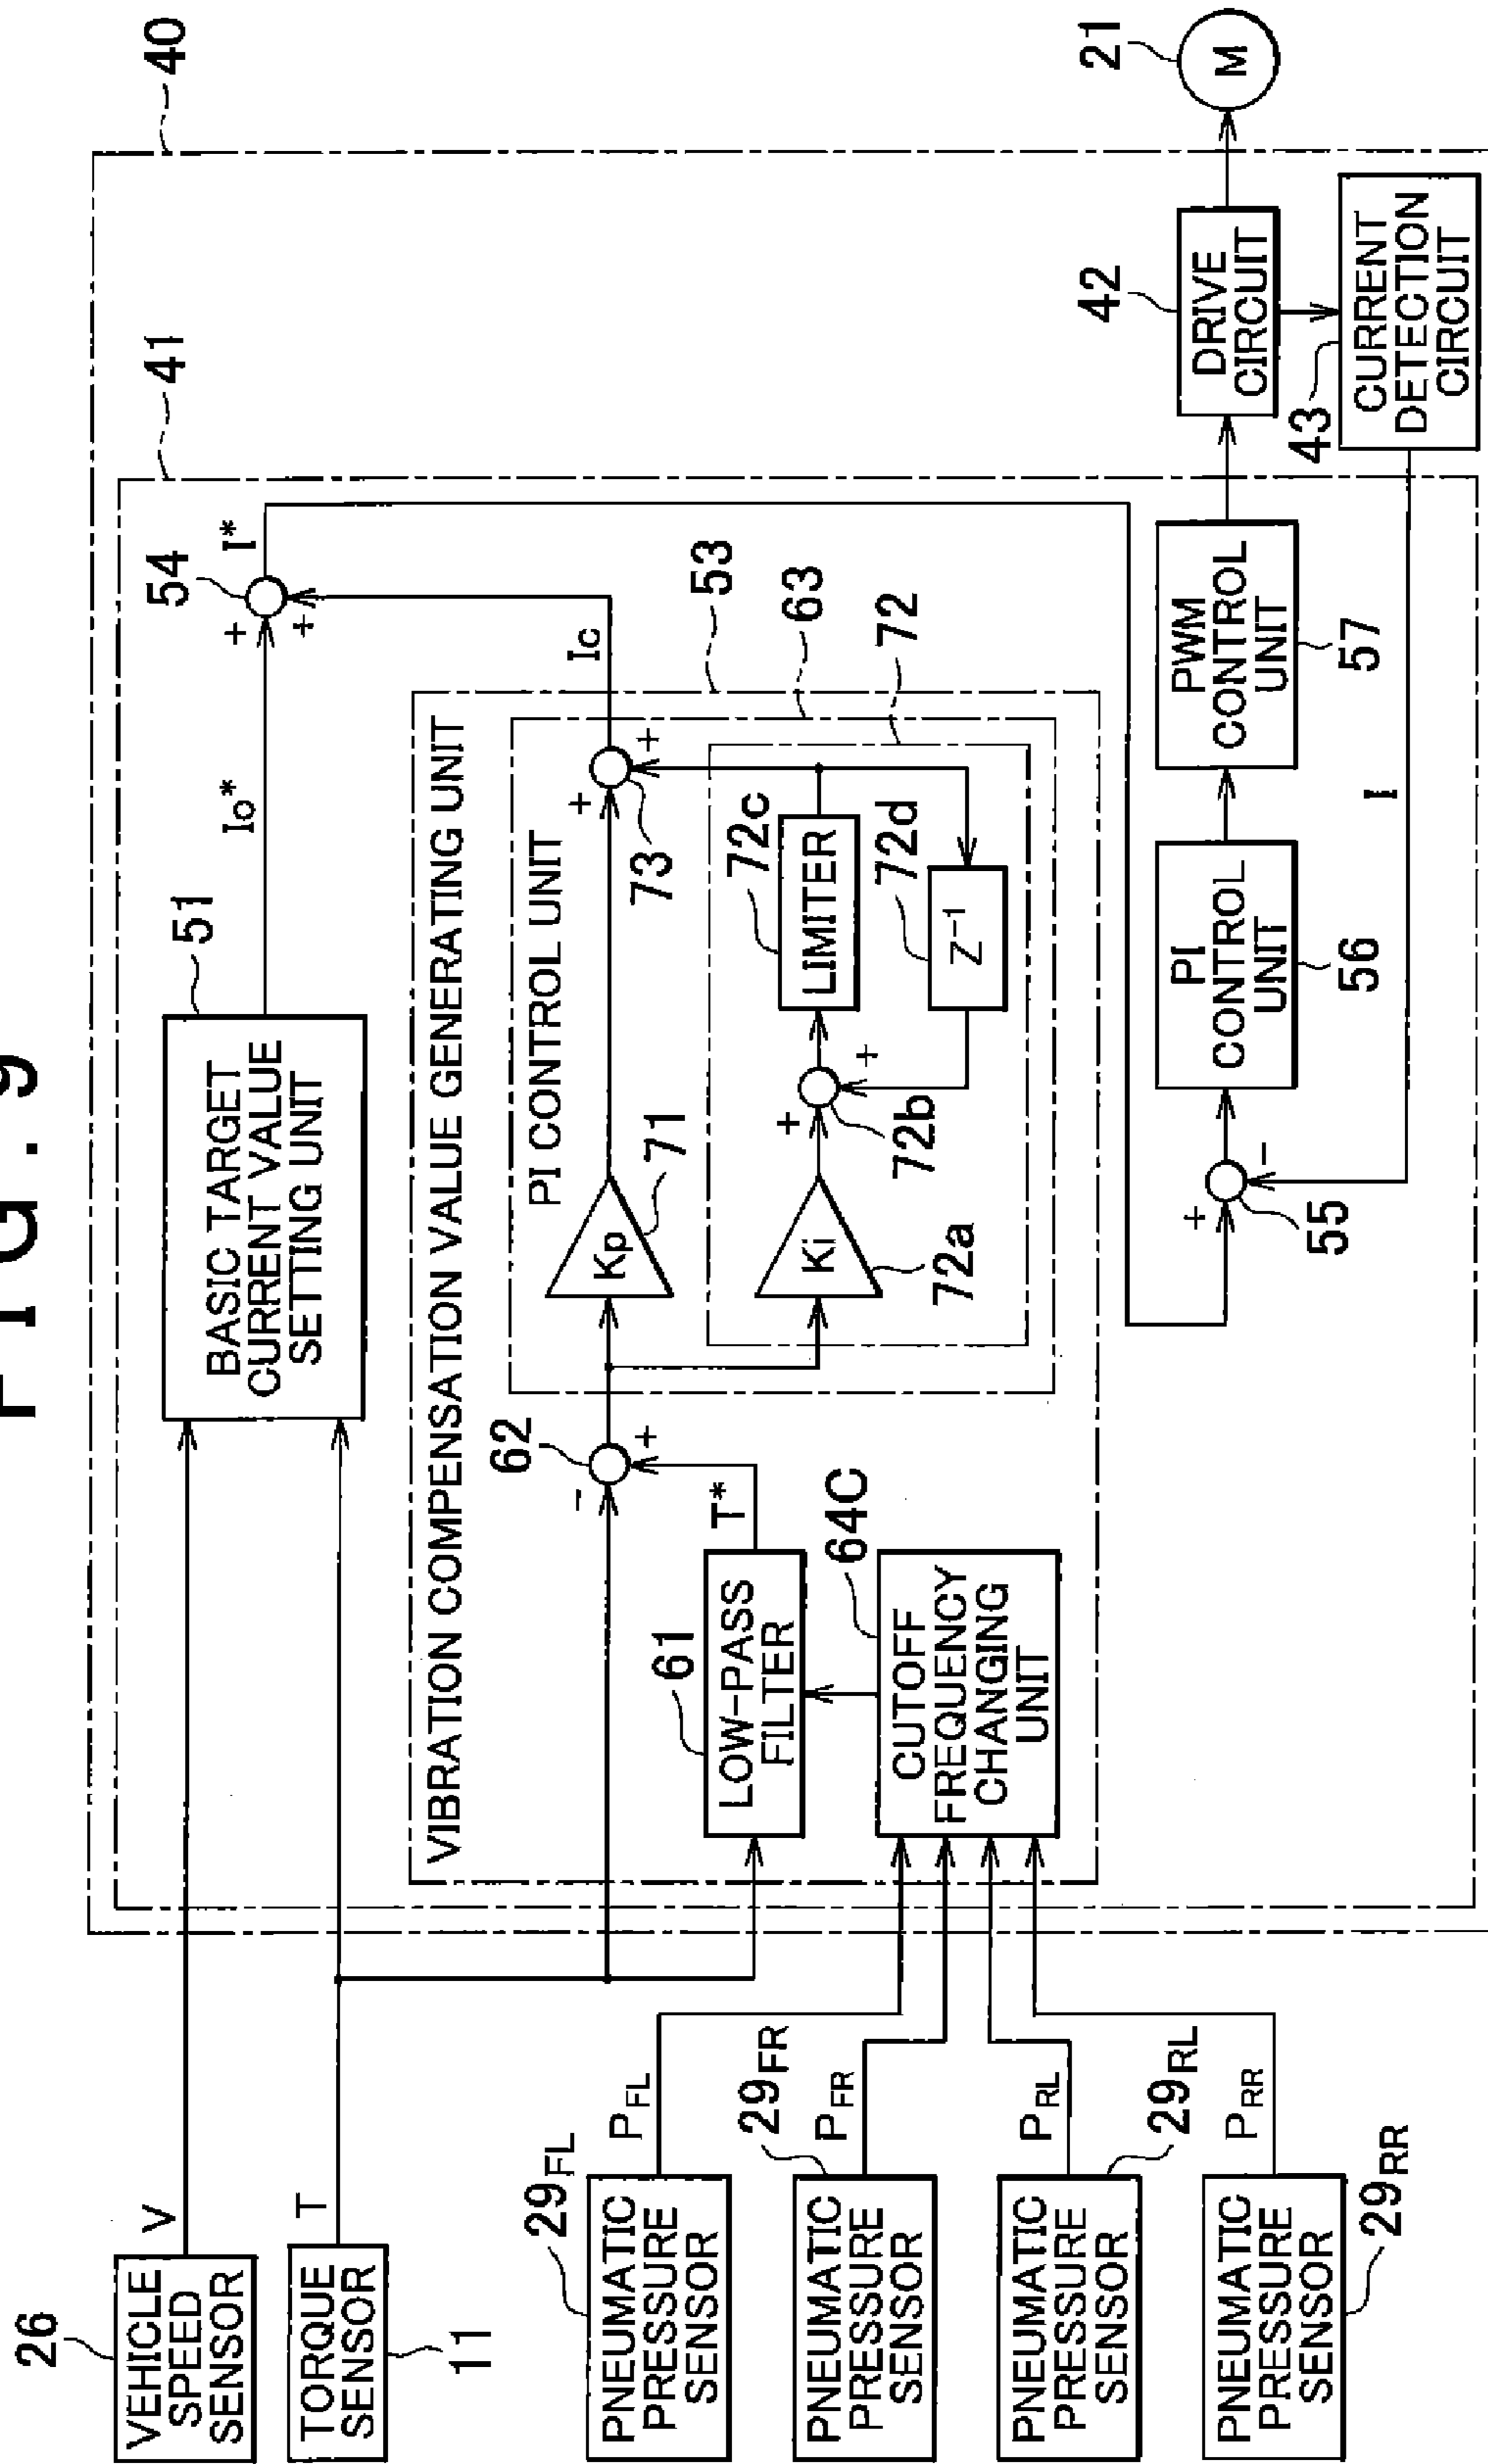 FIG. 9
40
41
26
VEHICLE
SPEED
SENSOR
V
11
TORQUE
SENSOR
T
51
BASIC TARGET
CURRENT VALUE
SETTING UNIT
Io*
54
+
+
I*
VIBRATION COMPENSATION VALUE GENERATING UNIT
53
PI CONTROL UNIT
63
Ic
62
-
+
Kp
71
+
+
73
72
Ki
72a
+
+
72b
72c
LIMITER
72d
Z-1
T*
61
LOW-PASS
FILTER
64C
CUTOFF
FREQUENCY
CHANGING
UNIT
29FL
PNEUMATIC
PRESSURE
SENSOR
PFL
29FR
PNEUMATIC
PRESSURE
SENSOR
PFR
29RL
PNEUMATIC
PRESSURE
SENSOR
PRL
29RR
PNEUMATIC
PRESSURE
SENSOR
PRR
+
-
55
PI
CONTROL
UNIT
56
PWM
CONTROL
UNIT
57
I
42
DRIVE
CIRCUIT
43
CURRENT
DETECTION
CIRCUIT
21
M